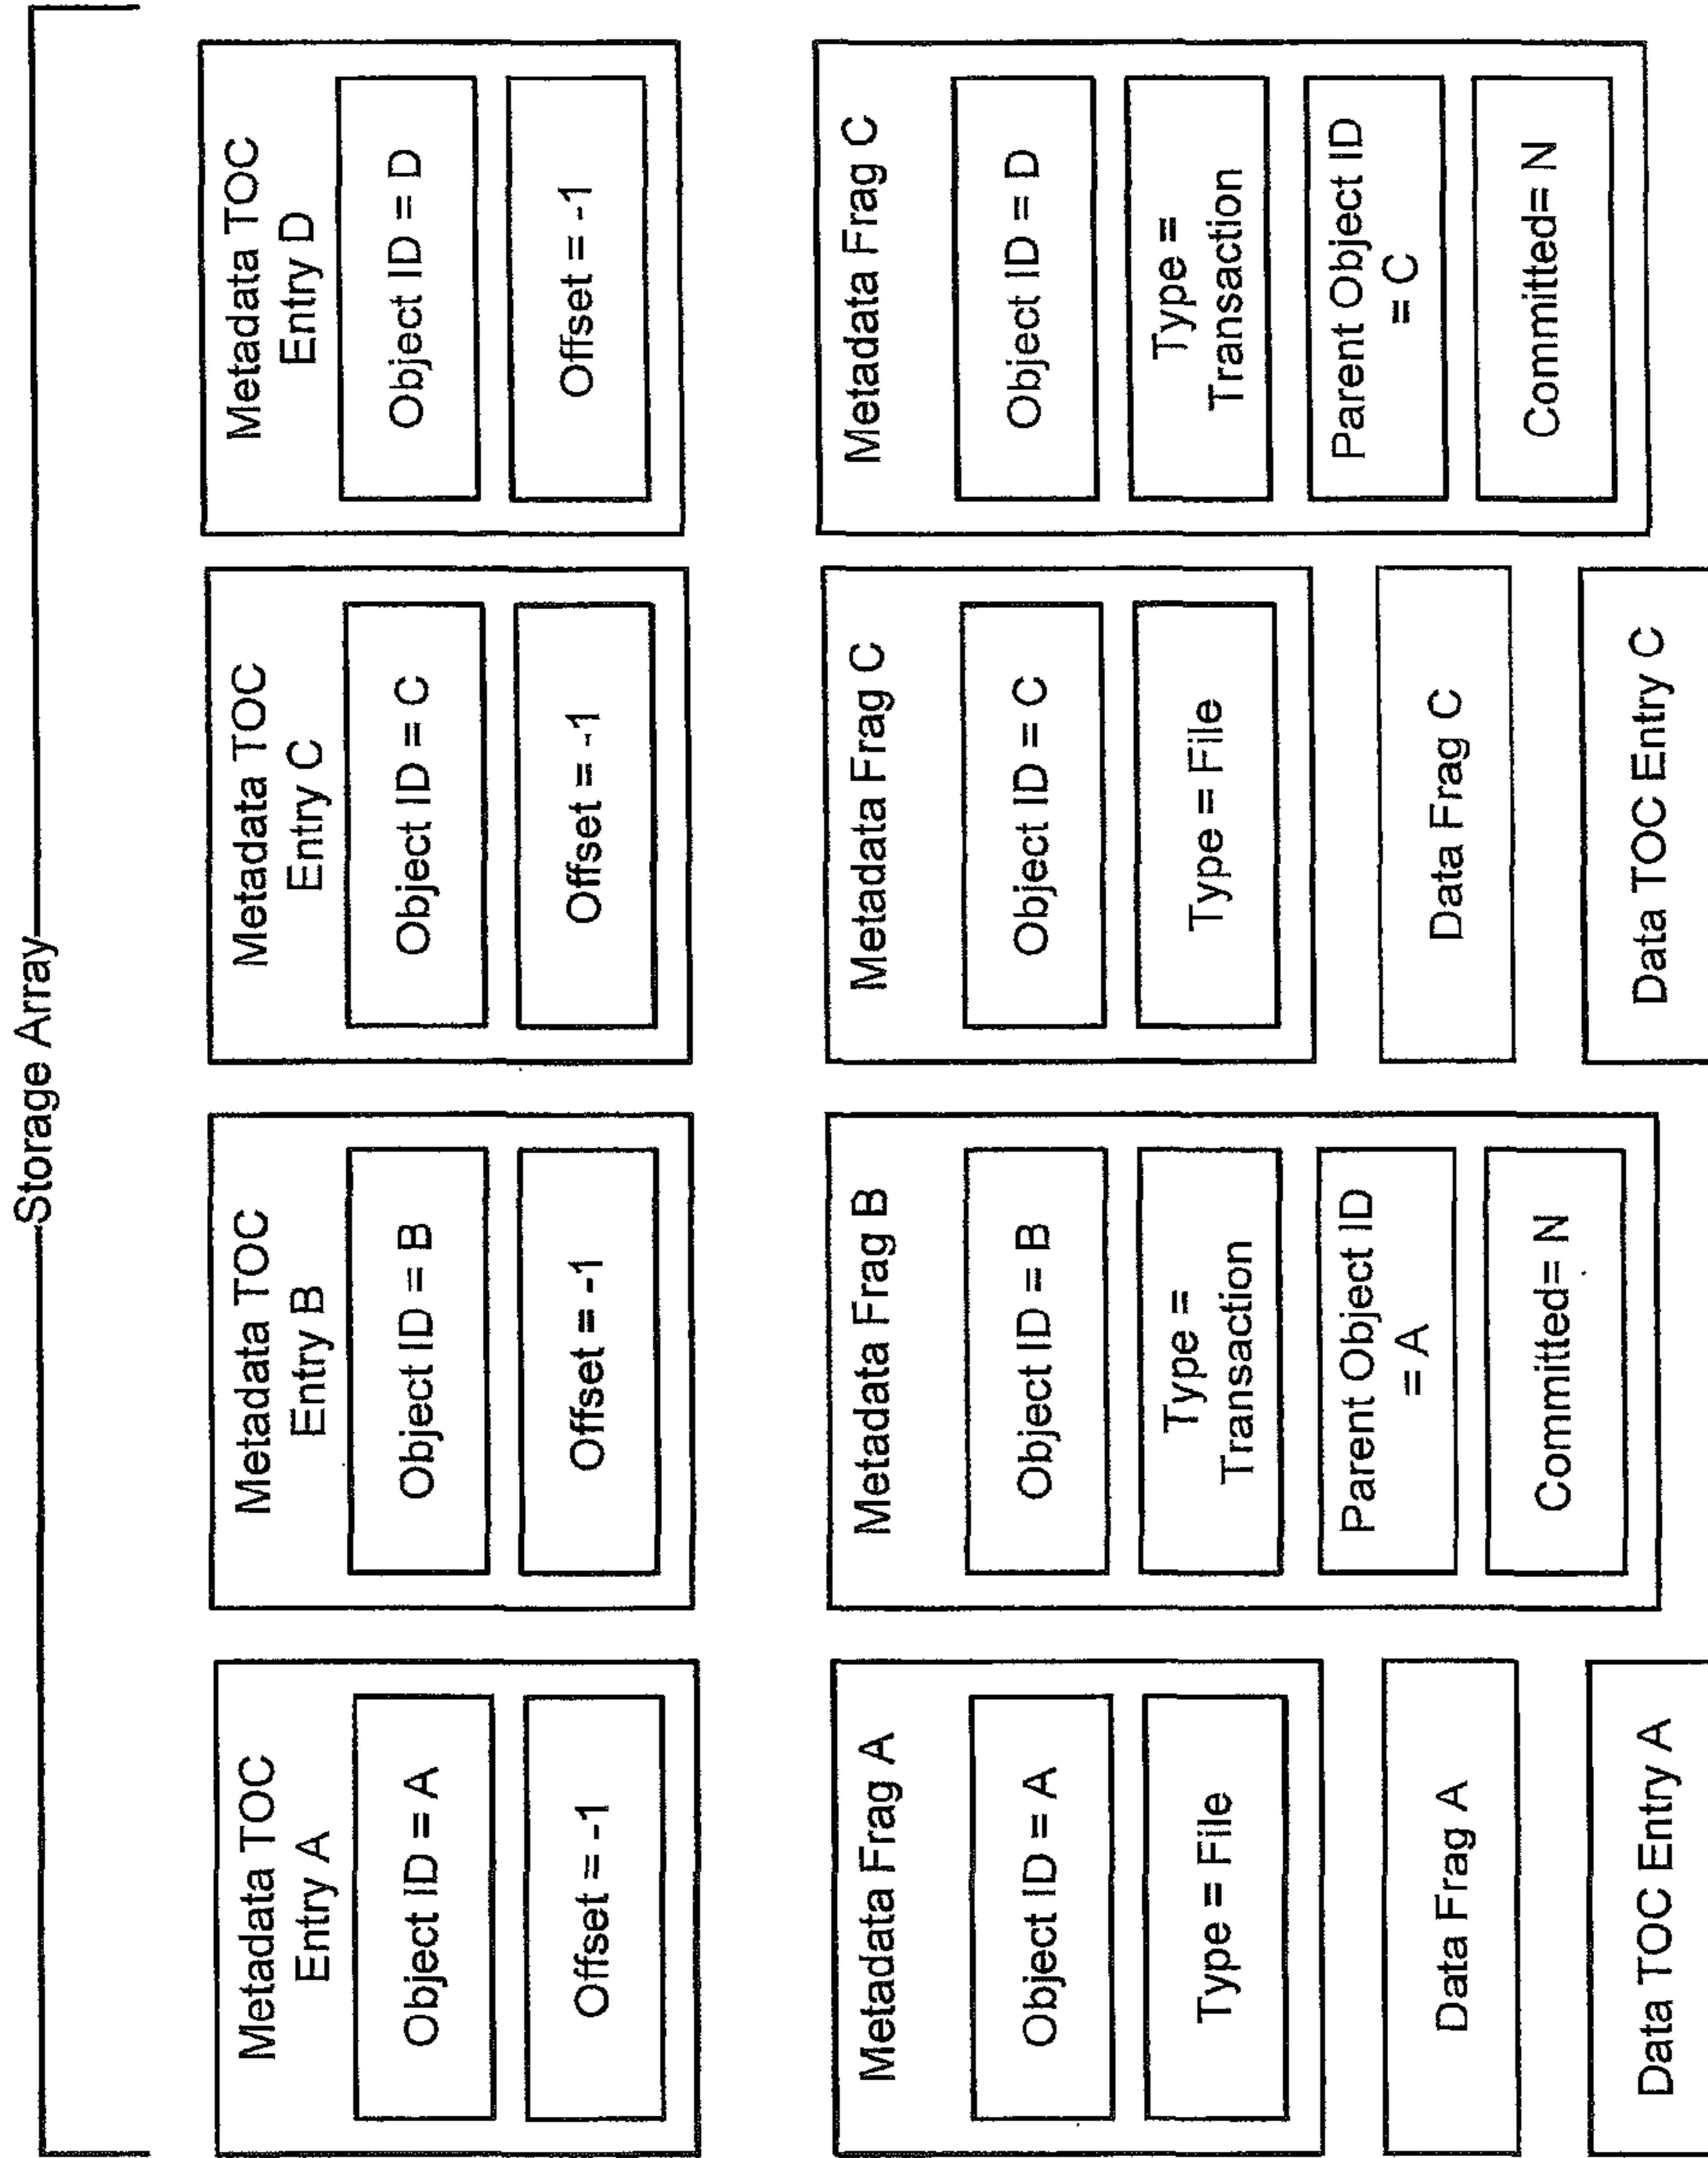 Storage Array
Metadata TOC
Entry A
Object ID = A
Offset = -1
Metadata TOC
Entry B
Object ID = B
Offset = -1
Metadata TOC
Entry C
Object ID = C
Offset = -1
Metadata TOC
Entry D
Object ID = D
Offset = -1
Metadata Frag A
Object ID = A
Type = File
Metadata Frag B
Object ID = B
Type =
Transaction
Parent Object ID
= A
Committed= N
Metadata Frag C
Object ID = C
Type = File
Metadata Frag C
Object ID = D
Type =
Transaction
Parent Object ID
= C
Committed= N
Data Frag A
Data Frag C
Data TOC Entry A
Data TOC Entry C